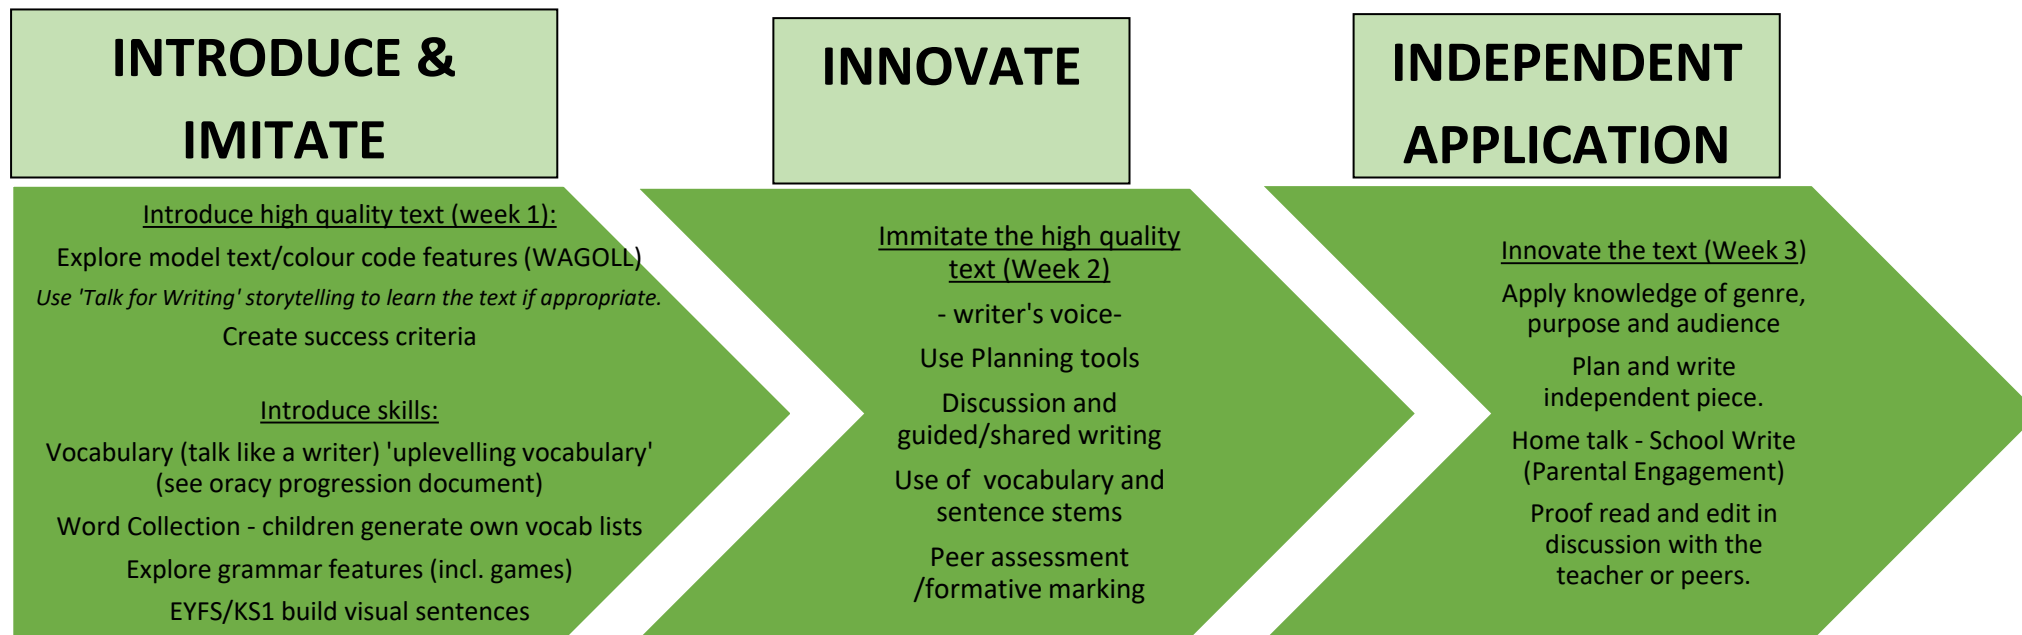 INTRODUCE &
IMITATE
Introduce high quality text (week 1):
Explore model text/colour code features (WAGOLL)
Use 'Talk for Writing' storytelling to learn the text if appropriate.
Create success criteria
Introduce skills:
Vocabulary (talk like a writer) 'uplevelling vocabulary'
(see oracy progression document)
Word Collection - children generate own vocab lists
Explore grammar features (incl. games)
EYFS/KS1 build visual sentences
INNOVATE
Immitate the high quality
text (Week 2)
- writer's voice-
Use Planning tools
Discussion and
guided/shared writing
Use of vocabulary and
sentence stems
Peer assessment
/formative marking
INDEPENDENT
APPLICATION
Innovate the text (Week 3)
Apply knowledge of genre,
purpose and audience
Plan and write
independent piece.
Home talk - School Write
(Parental Engagement)
Proof read and edit in
discussion with the
teacher or peers.